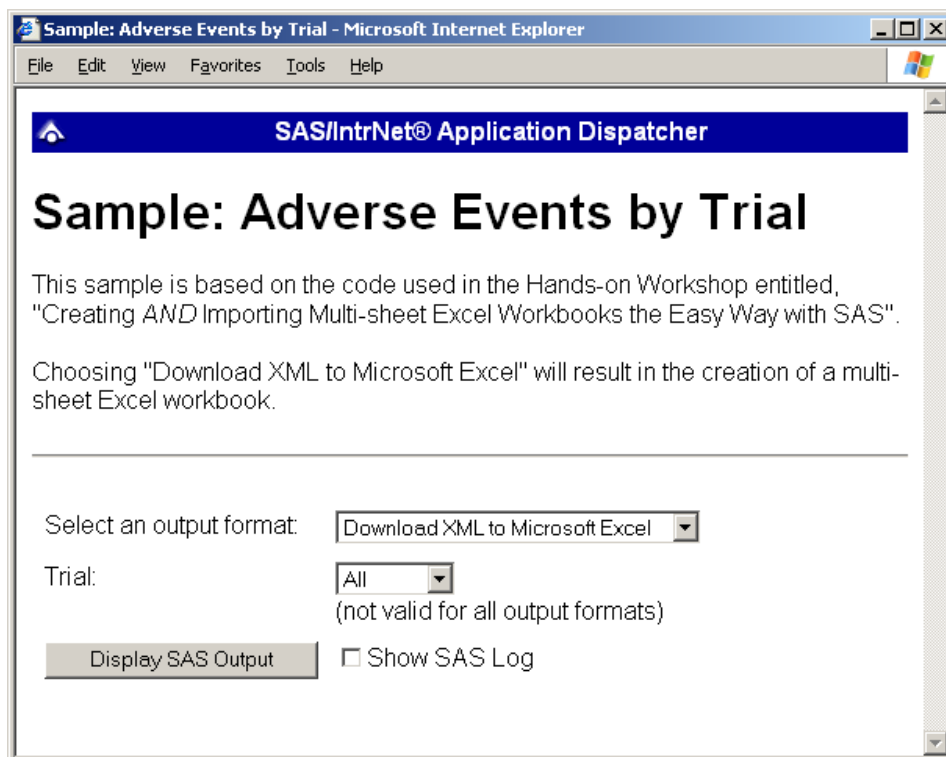 Sample: Adverse Events by Trial - Microsoft Internet Explorer
File Edit View Favorites Tools Help
SAS/IntrNet® Application Dispatcher
Sample: Adverse Events by Trial
This sample is based on the code used in the Hands-on Workshop entitled,
"Creating AND Importing Multi-sheet Excel Workbooks the Easy Way with SAS".
Choosing "Download XML to Microsoft Excel" will result in the creation of a multi-
sheet Excel workbook.
Select an output format: Download XML to Microsoft Excel
Trial: All
(not valid for all output formats)
Display SAS Output Show SAS Log